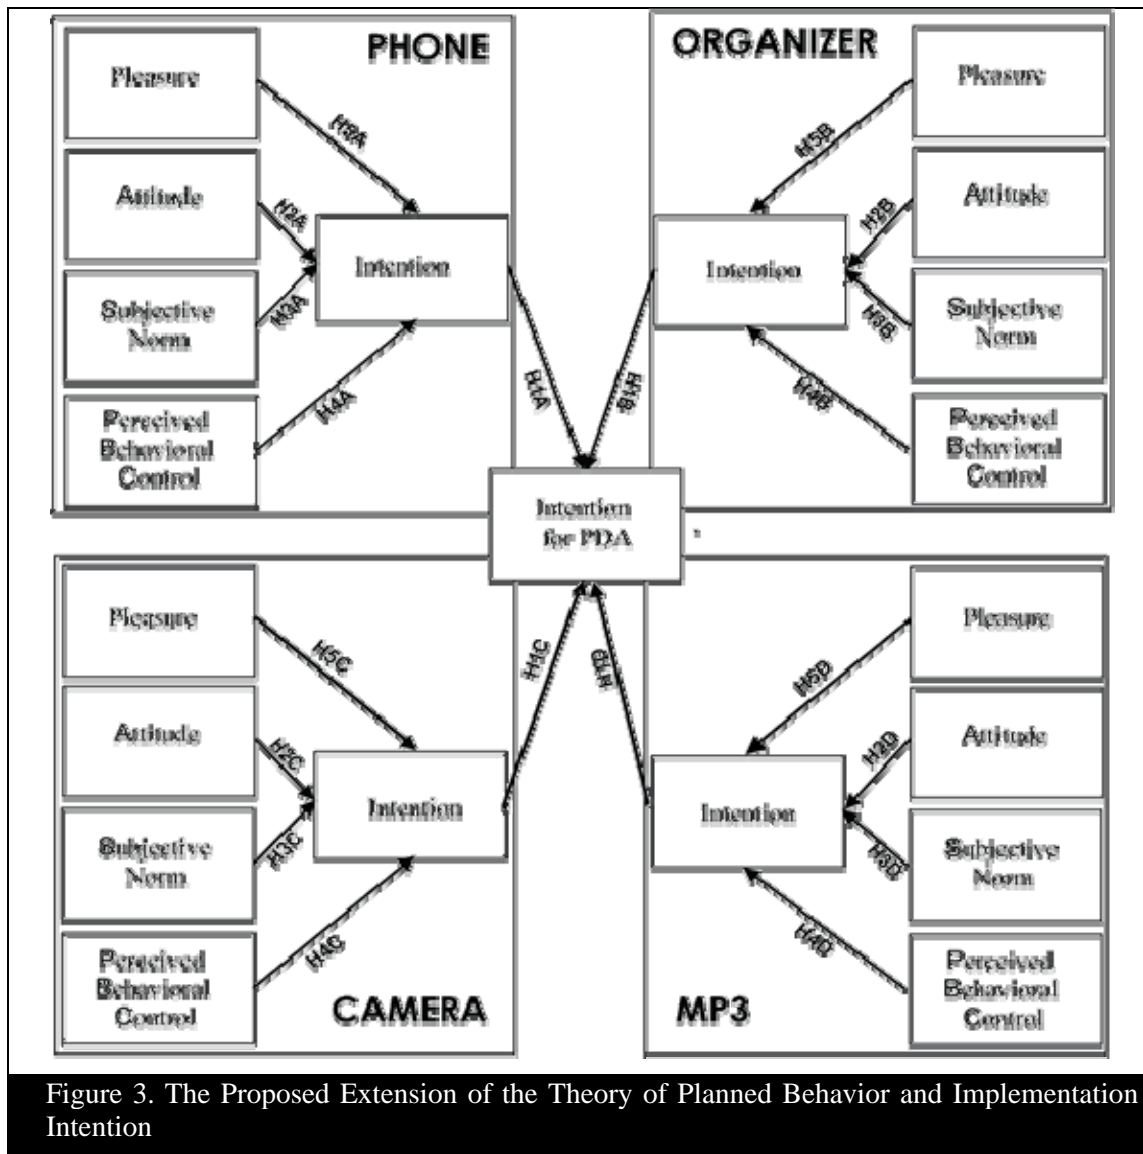 PHONE
Pleasure
H5A
Attitude
H2A
Intention
Subjective
Norm
H3A
Perceived
Behavioral
Control
H4A
H1A
ORGANIZER
Pleasure
H5B
Attitude
H2B
Intention
Subjective
Norm
H3B
Perceived
Behavioral
Control
H4B
H1B
Intention
for PDA
Pleasure
H5C
Attitude
H2C
Intention
Subjective
Norm
H3C
Perceived
Behavioral
Control
H4C
H1C
CAMERA
Pleasure
H5D
Attitude
H2D
Intention
Subjective
Norm
H3D
Perceived
Behavioral
Control
H4D
H1D
MP3
Figure 3. The Proposed Extension of the Theory of Planned Behavior and Implementation
Intention